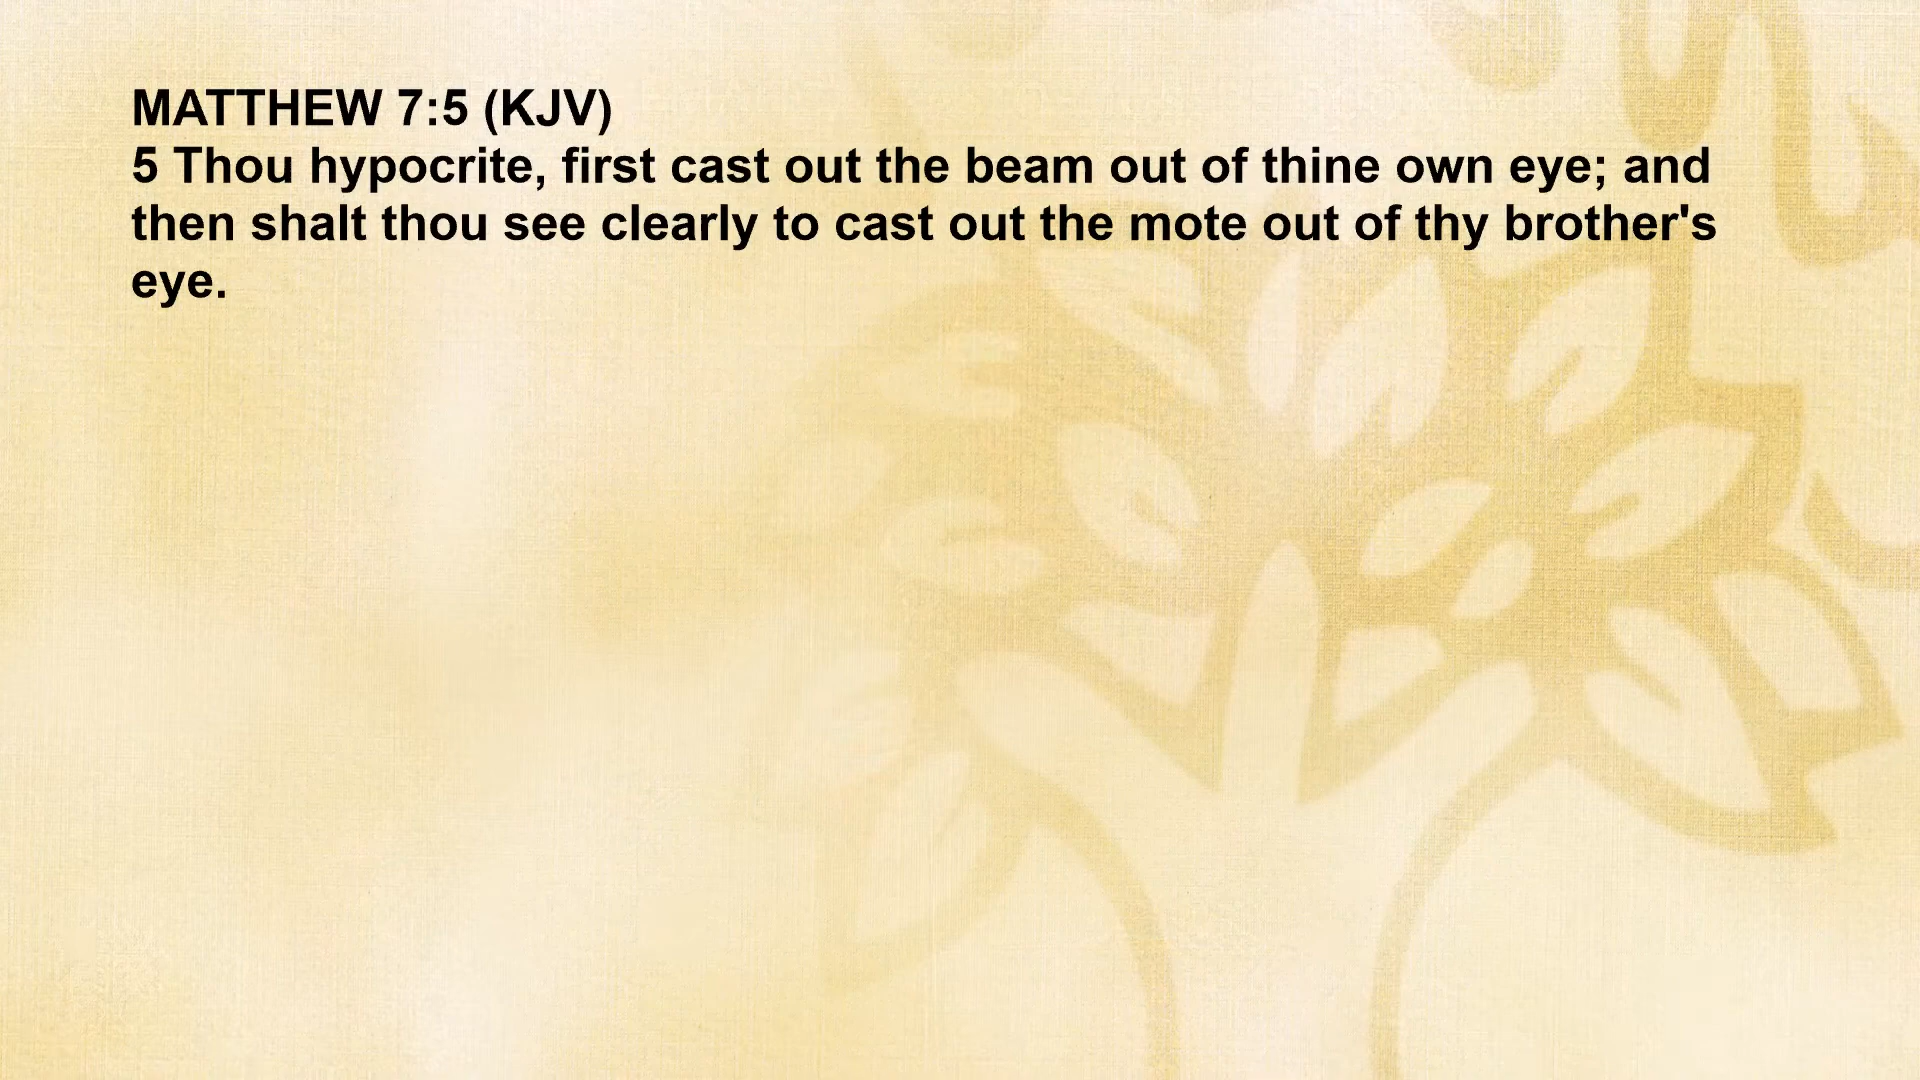 MATTHEW 7:5 (KJV)
5 Thou hypocrite, first cast out the beam out of thine own eye; and
then shalt thou see clearly to cast out the mote out of thy brother's
eye.